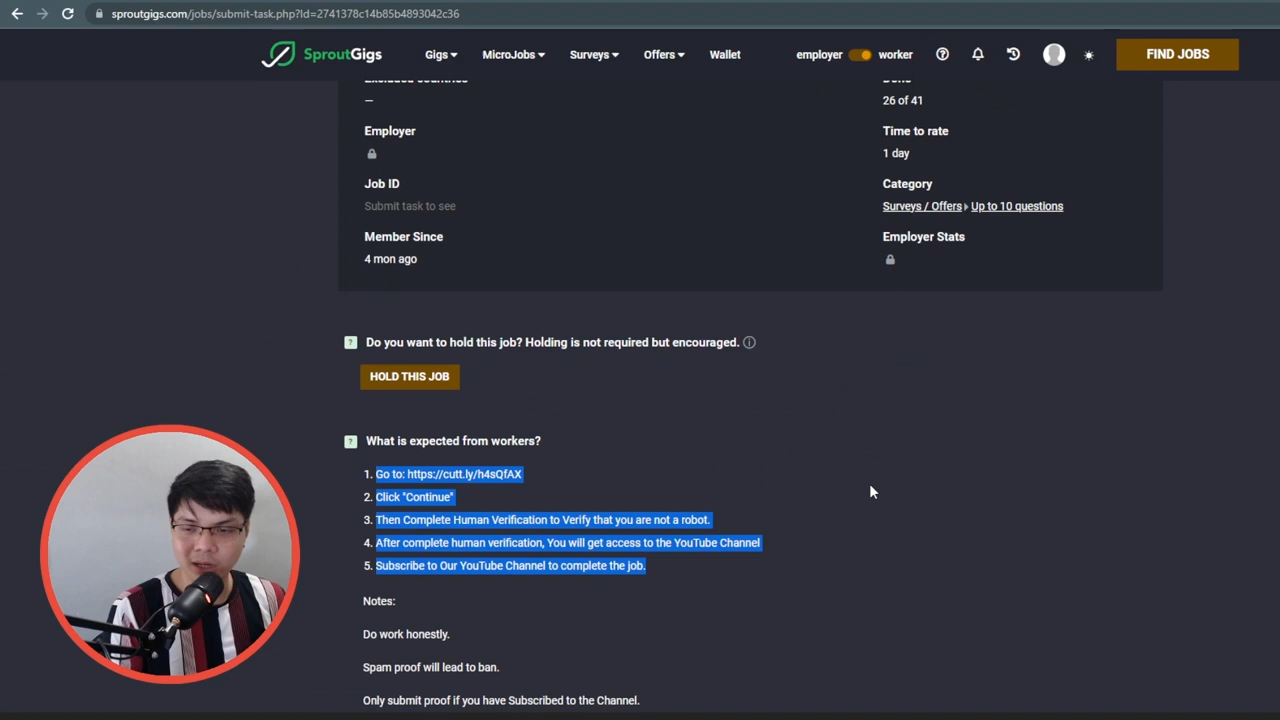 sproutgigs.com/jobs/submit-task.php?Id=2741378c14b85b4893042c36
SproutGigs
Gigs
MicroJobs
Surveys
Offers
Wallet
employer
worker
FIND JOBS
Excluded countries
—
Employer
Job ID
Submit task to see
Member Since
4 mon ago
Done
26 of 41
Time to rate
1 day
Category
Surveys / Offers Up to 10 questions
Employer Stats
? Do you want to hold this job? Holding is not required but encouraged.
HOLD THIS JOB
? What is expected from workers?
1. Go to: https://cutt.ly/h4sQfAX
2. Click "Continue"
3. Then Complete Human Verification to Verify that you are not a robot.
4. After complete human verification, You will get access to the YouTube Channel
5. Subscribe to Our YouTube Channel to complete the job.
Notes:
Do work honestly.
Spam proof will lead to ban.
Only submit proof if you have Subscribed to the Channel.